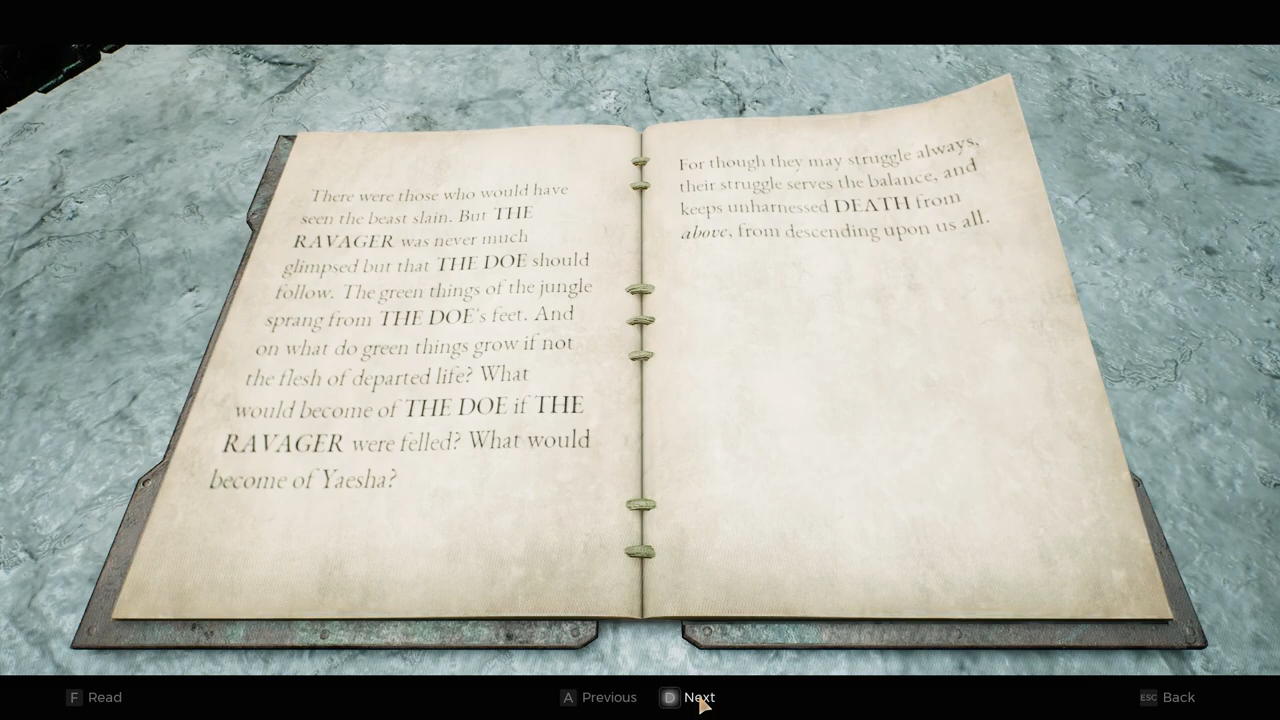 There were those who would have
seen the beast slain. But THE
RAVAGER was never much
glimpsed but that THE DOE should
follow. The green things of the jungle
sprang from THE DOE's feet. And
on what do green things grow if not
the flesh of departed life? What
would become of THE DOE if THE
RAVAGER were felled? What would
become of Yaesha?
For though they may struggle always,
their struggle serves the balance, and
keeps unharnessed DEATH from
above, from descending upon us all.
F Read
A Previous
D Next
ESC Back